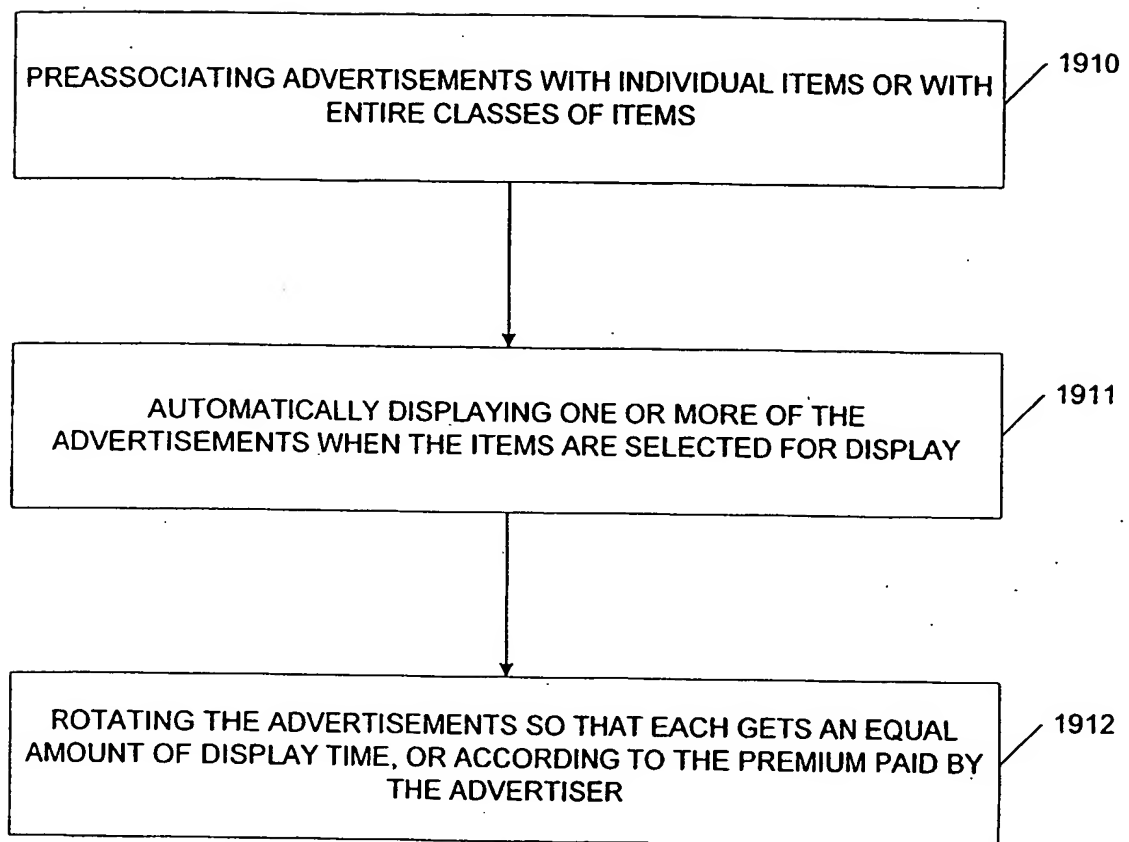 PREASSOCIATING ADVERTISEMENTS WITH INDIVIDUAL ITEMS OR WITH
ENTIRE CLASSES OF ITEMS
1910
AUTOMATICALLY DISPLAYING ONE OR MORE OF THE
ADVERTISEMENTS WHEN THE ITEMS ARE SELECTED FOR DISPLAY
1911
ROTATING THE ADVERTISEMENTS SO THAT EACH GETS AN EQUAL
AMOUNT OF DISPLAY TIME, OR ACCORDING TO THE PREMIUM PAID BY
THE ADVERTISER
1912